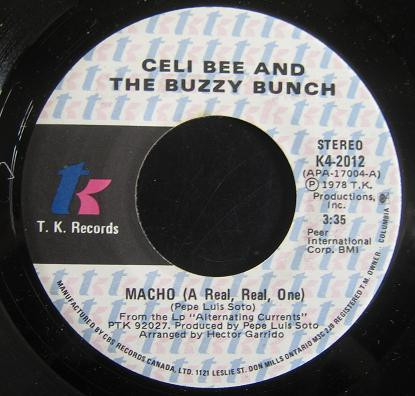 CELI BEE AND
THE BUZZY BUNCH
STEREO
K4-2012
(APA-17004-A)
Ⓟ 1978 T.K.
Productions,
Inc.
3:35
Peer
International
Corp. BMI
tk
T. K. Records
MACHO (A Real, Real, One)
(Pepe Luis Soto)
From the Lp "Alternating Currents"
PTK 92027. Produced by Pepe Luis Soto
Arranged by Hector Garrido
MANUFACTURED BY CBS RECORDS CANADA, LTD. 1121 LESLIE ST. DON MILLS ONTARIO M3C 2J9 REGISTERED T.M. OWNER. COLUMBIA